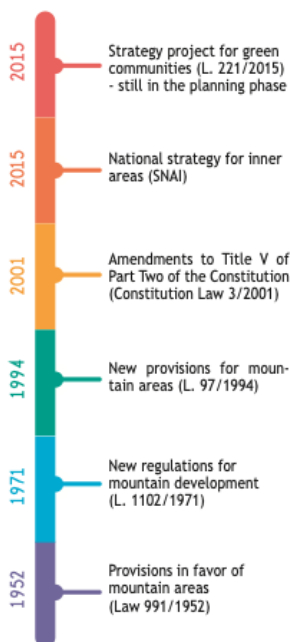 2015
Strategy project for green
communities (L. 221/2015)
- still in the planning phase
2015
National strategy for inner
areas (SNAI)
2001
Amendments to Title V of
Part Two of the Constitution
(Constitution Law 3/2001)
1994
New provisions for moun-
tain areas (L. 97/1994)
1971
New regulations for
mountain development
(L. 1102/1971)
1952
Provisions in favor of
mountain areas
(Law 991/1952)